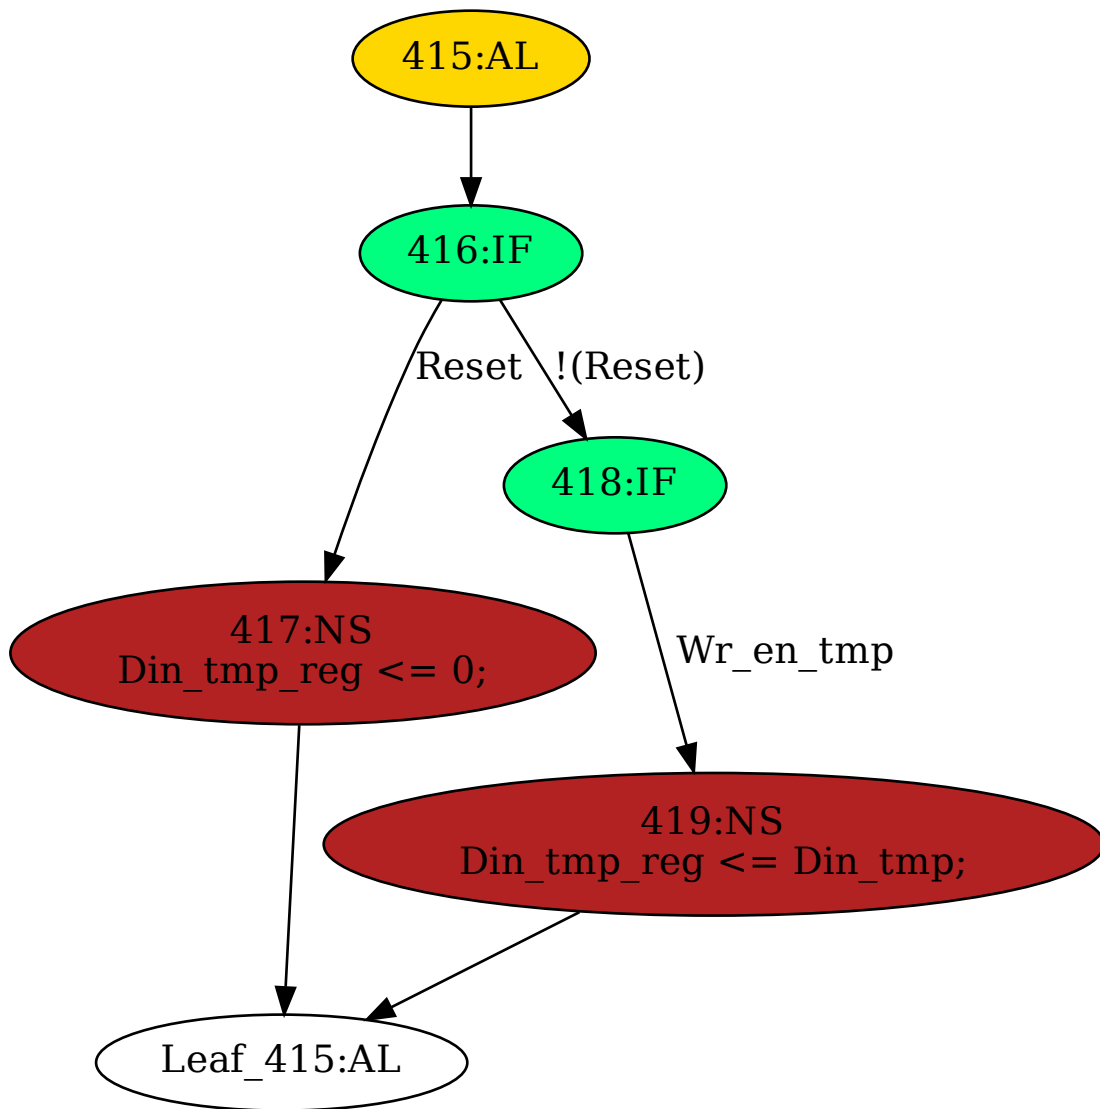 415:AL
416:IF
Reset
!(Reset)
418:IF
417:NS
Din_tmp_reg <= 0;
Wr_en_tmp
419:NS
Din_tmp_reg <= Din_tmp;
Leaf_415:AL